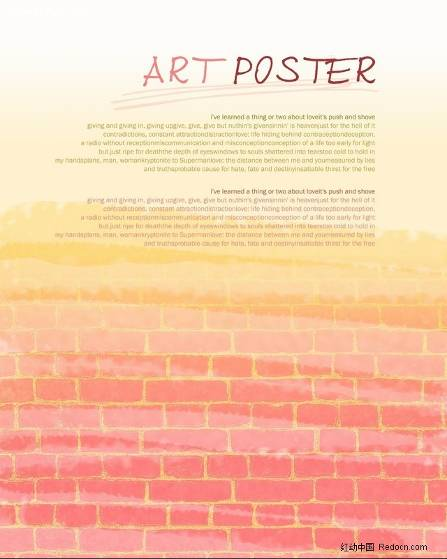 ART POSTER
i've learned a thing or two about loveit's push and shove
giving and giving in, giving upgive, give, give but nuthin's givensinnin' is heavenjust for the hell of it
contradictions, constant attractiondistractionlove: life hiding behind contraceptiondeception,
a radio without receptionmiscommunication and misconceptionconception of a life too early for light
but just ripe for deaththe depth of eyeswindows to souls shattered into tearstoo cold to hold in
my handsplans, man, womankryptonite to Supermanlove: the distance between me and youmeasured by lies
and truthsprobable cause for hate, fate and destinyinsatiable thirst for the free
i've learned a thing or two about loveit's push and shove
giving and giving in, giving upgive, give, give but nuthin's givensinnin' is heavenjust for the hell of it
contradictions, constant attractiondistractionlove: life hiding behind contraceptiondeception,
a radio without receptionmiscommunication and misconceptionconception of a life too early for light
but just ripe for deaththe depth of eyeswindows to souls shattered into tearstoo cold to hold in
my handsplans, man, womankryptonite to Supermanlove: the distance between me and youmeasured by lies
and truthsprobable cause for hate, fate and destinyinsatiable thirst for the free
红动中国 Redocn.com